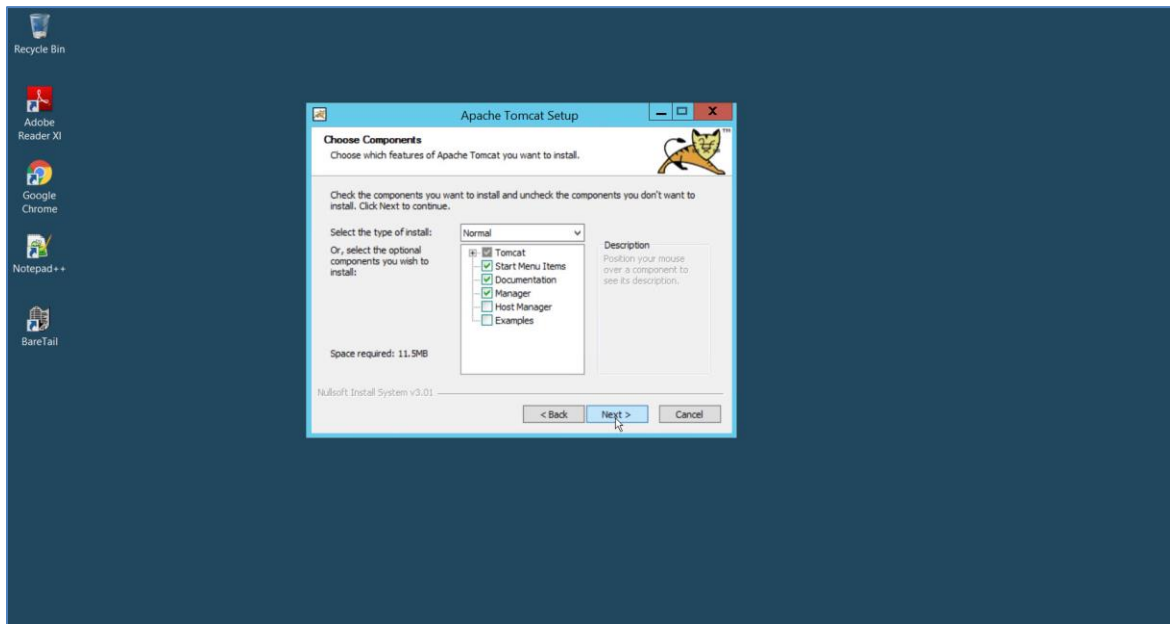 Recycle Bin
Adobe
Reader XI
Google
Chrome
Notepad++
BareTail
Apache Tomcat Setup
X
Choose Components
Choose which features of Apache Tomcat you want to install.
TM
Check the components you want to install and uncheck the components you don't want to
install. Click Next to continue.
Select the type of install:
Normal
Or, select the optional
components you wish to
install:
Tomcat
Start Menu Items
Documentation
Manager
Host Manager
Examples
Description
Position your mouse
over a component to
see its description.
Space required: 11.5MB
Nullsoft Install System v3.01
< Back
Next >
Cancel